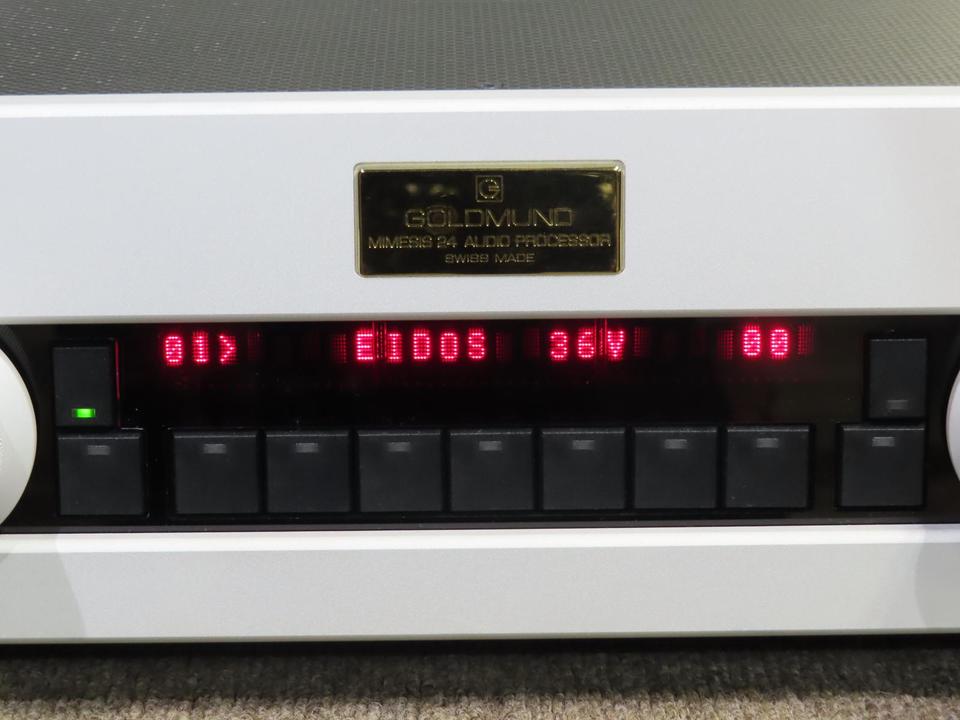 G
GOLDMUND
MIMESIS 24 AUDIO PROCESSOR
SWISS MADE
01> EIDOS 36V 00